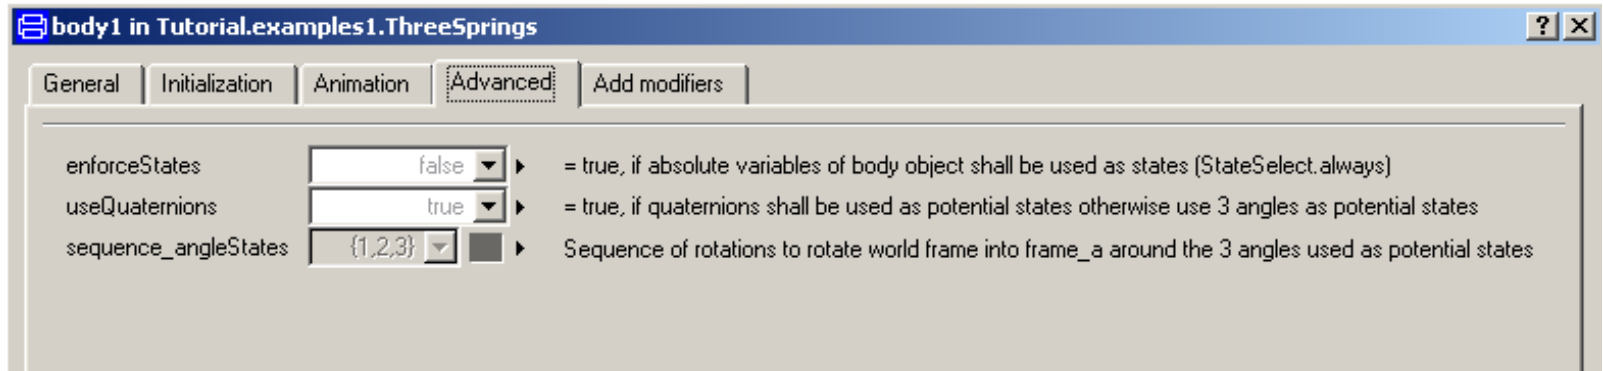 body1 in Tutorial.examples1.ThreeSprings ? X
General Initialization Animation Advanced Add modifiers
enforceStates false = true, if absolute variables of body object shall be used as states (StateSelect.always)
useQuaternions true = true, if quaternions shall be used as potential states otherwise use 3 angles as potential states
sequence_angleStates {1,2,3} Sequence of rotations to rotate world frame into frame_a around the 3 angles used as potential states